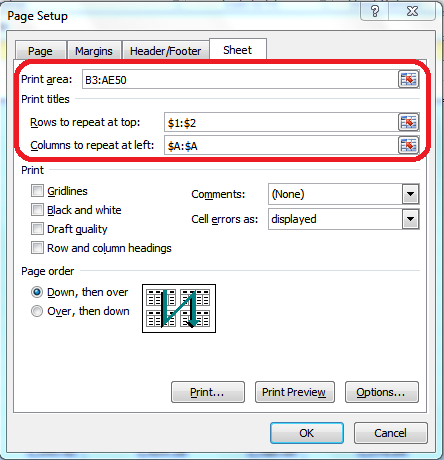 Page Setup
Page Margins Header/Footer Sheet
Print area: B3:AE50
Print titles
Rows to repeat at top: $1:$2
Columns to repeat at left: $A:$A
Print
Gridlines Comments: (None)
Black and white Cell errors as: displayed
Draft quality
Row and column headings
Page order
Down, then over
Over, then down
Print... Print Preview Options...
OK Cancel